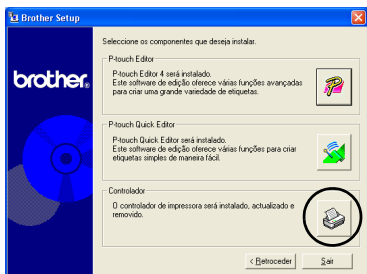 Brother Setup
Seleccione os componentes que deseja instalar.
brother.
P-touch Editor
P-touch Editor 4 será instalado.
Este software de edição oferece várias funções avançadas
para criar uma grande variedade de etiquetas.
P-touch Quick Editor
P-touch Quick Editor será instalado.
Este software de edição oferece várias funções para criar
etiquetas simples de maneira fácil.
Controlador
O controlador de impressora será instalado, actualizado e
removido.
< Retroceder
Sair